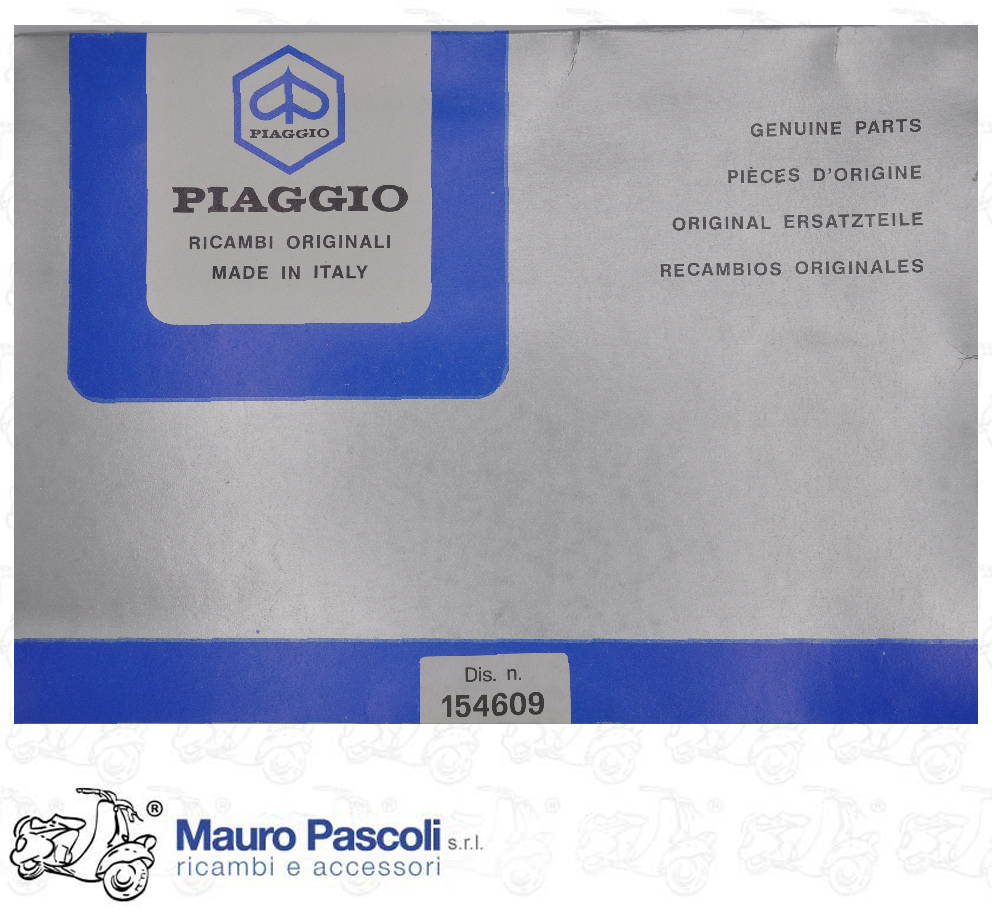 PIAGGIO
PIAGGIO
RICAMBI ORIGINALI
MADE IN ITALY
GENUINE PARTS
PIÈCES D'ORIGINE
ORIGINAL ERSATZTEILE
RECAMBIOS ORIGINALES
Dis. n.
154609
®
Mauro Pascoli s.r.l.
ricambi e accessori